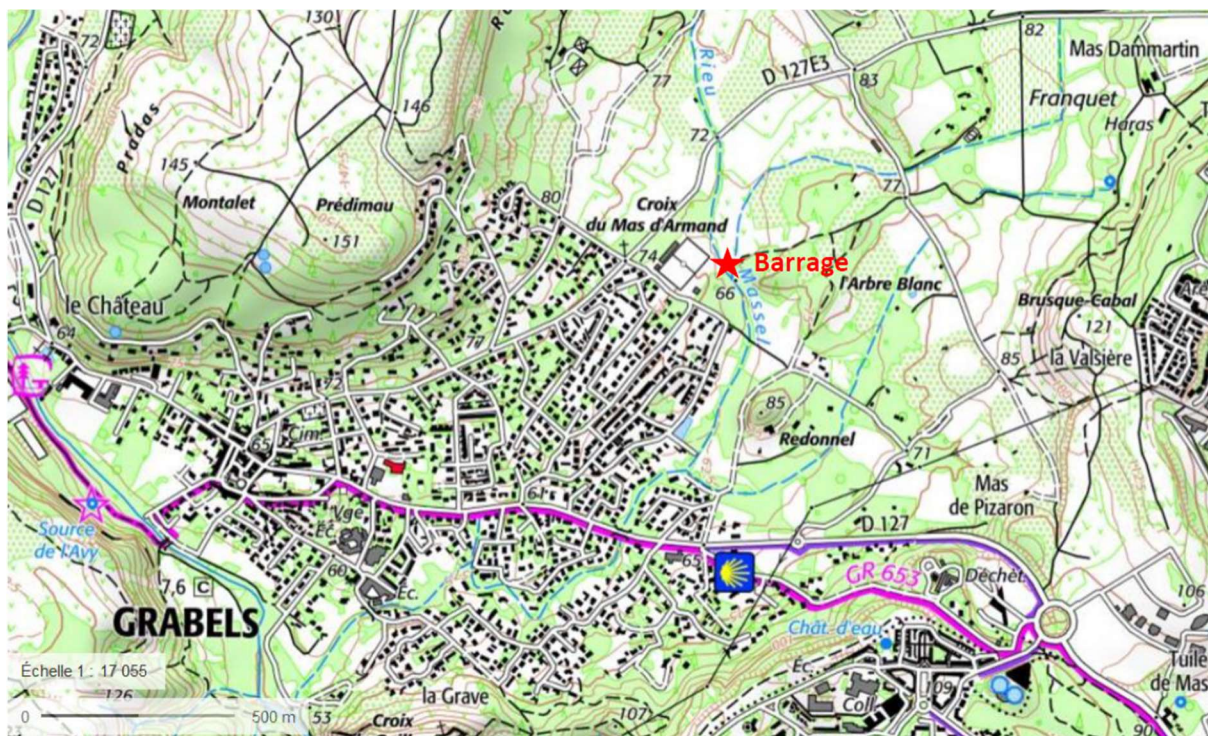 130
72
146
145
Pradas
Montalet
Prédimau
151
D 127
le Château
64
Rieu
77
D 127E3
82
83
Mas Dammartin
Franquet
Haras
72
80
Croix
du Mas d'Armand
74
77
Barrage
66
Massel
l'Arbre Blanc
Brusque-Cabal
121
85
la Valsière
77
72
85
Redonnel
71
Cim.
65
61
Mas
de Pizaron
D 127
Source
de l'Avy
Vge
Éc.
60
Éc.
65
GR 653
Déchèt.
106
7,6 C
GRABELS
Chât. d'eau
Échelle 1 : 17 055
126
0 500 m
53
la Grave
Croix
107
Éc.
Coll.
109
Tuile
de Mas
90